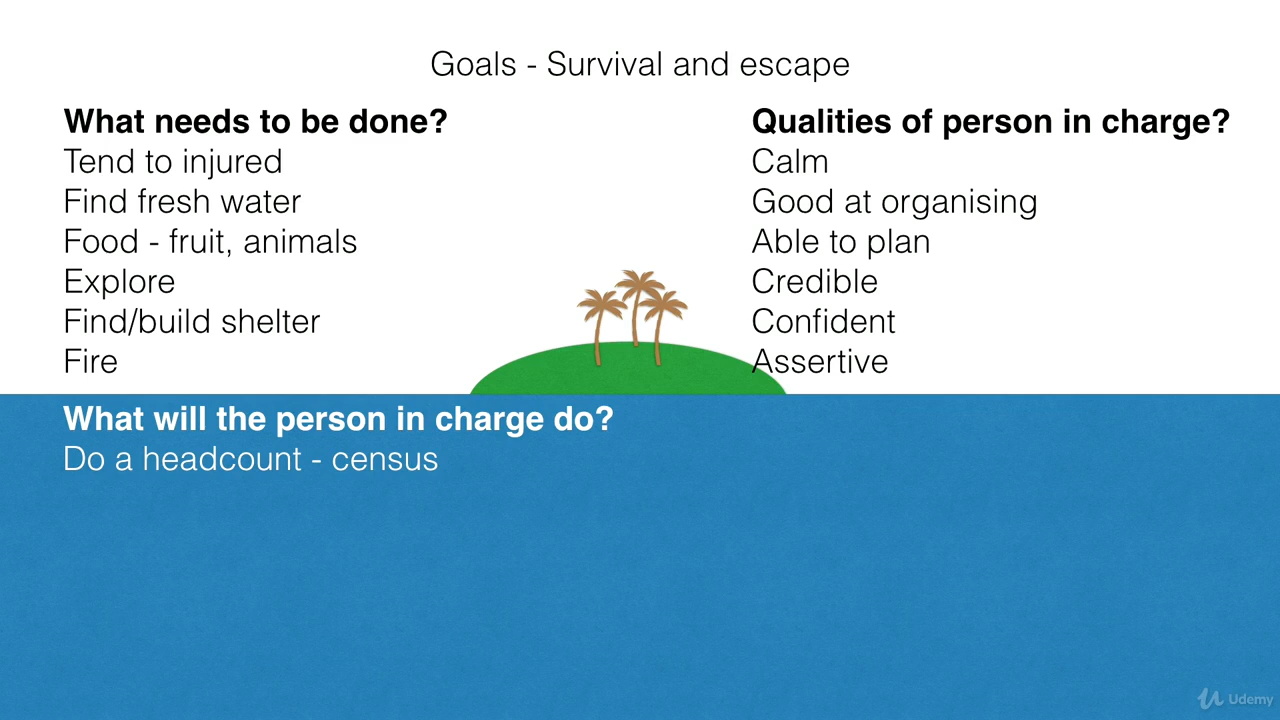 Goals - Survival and escape
What needs to be done?
Tend to injured
Find fresh water
Food - fruit, animals
Explore
Find/build shelter
Fire
Qualities of person in charge?
Calm
Good at organising
Able to plan
Credible
Confident
Assertive
What will the person in charge do?
Do a headcount - census
Udemy